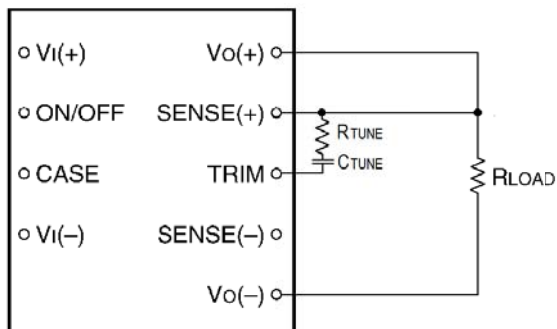 VI(+)
VO(+)
ON/OFF
SENSE(+)
RTUNE
CASE
TRIM
CTUNE
RLOAD
VI(–)
SENSE(–)
VO(–)